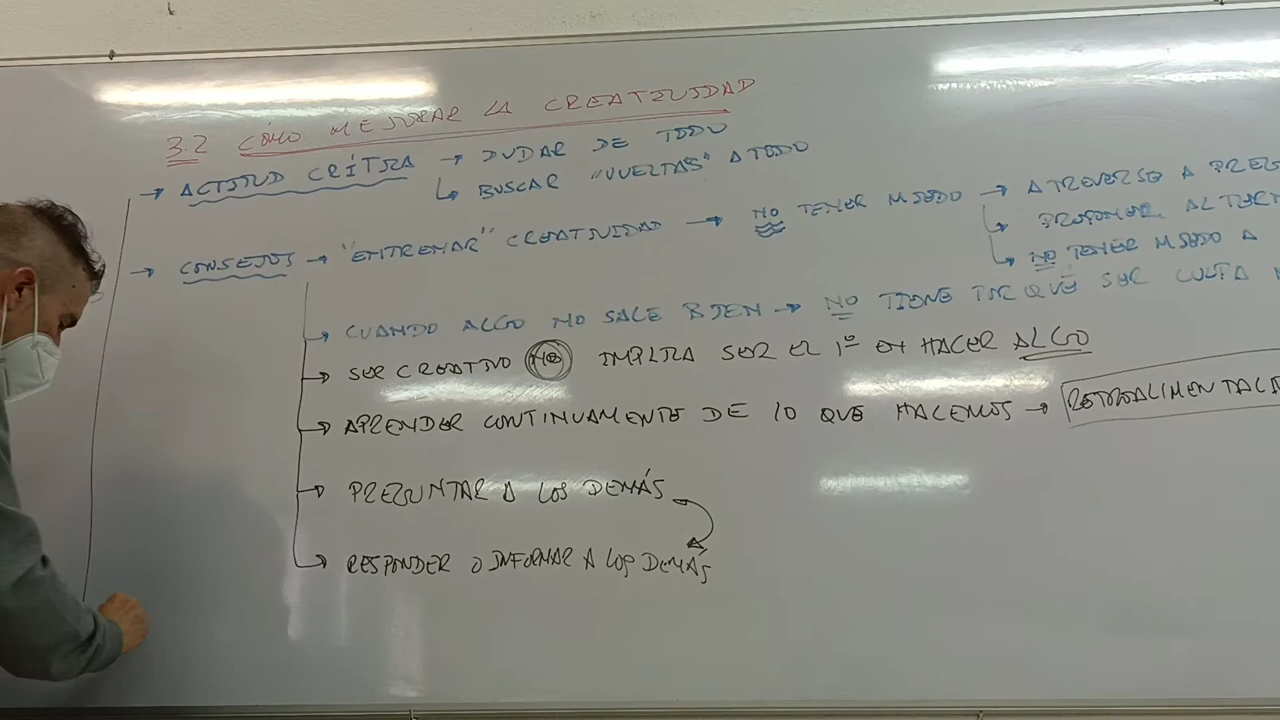 3.2 CÓMO MEJORAR LA CREATIVIDAD
→ ACTITUD CRÍTICA → DUDAR DE TODO
↳ BUSCAR "VUELTAS" A TODO
→ CONSEJOS → "ENTRENAR" CREATIVIDAD → NO TENER MIEDO → ATREVERSE A PREGU
↳ PROPONER ALTERN
↳ NO TENER MIEDO A
↳ CUANDO ALGO NO SALE BIEN → NO TIENE POR QUÉ SER CULPA
→ SER CREATIVO NO IMPLICA SER EL 1º EN HACER ALGO
→ APRENDER CONTINUAMENTE DE LO QUE HACEMOS → RETROALIMENTACI
→ PREGUNTAR A LOS DEMÁS
→ RESPONDER O INFORMAR A LOS DEMÁS